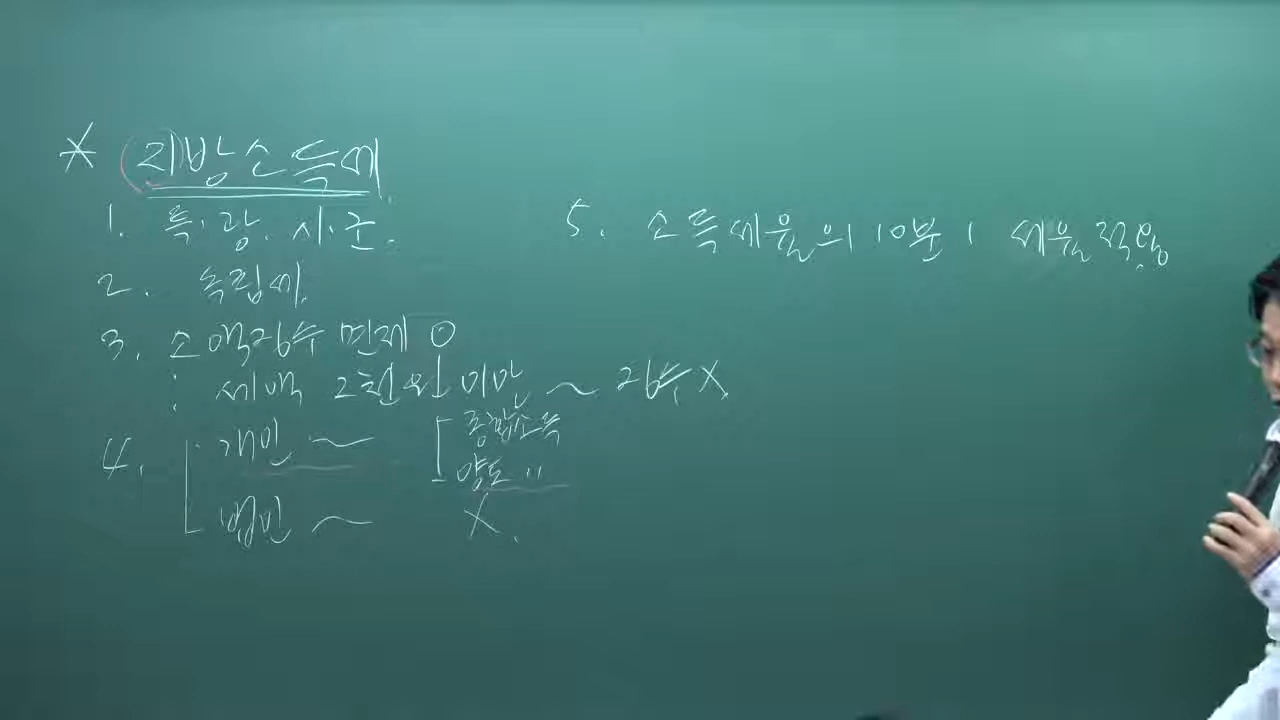 * 지방소득세
1. 특·광·시·군.
2. 독립세.
3. 소액징수 면제 O
: 세액 2천원 미만 ~ 징수 X.
4. 개인 ~ 종합소득
양도 "
법인 ~ X.
5. 소득세율의 10분 1 세율적용